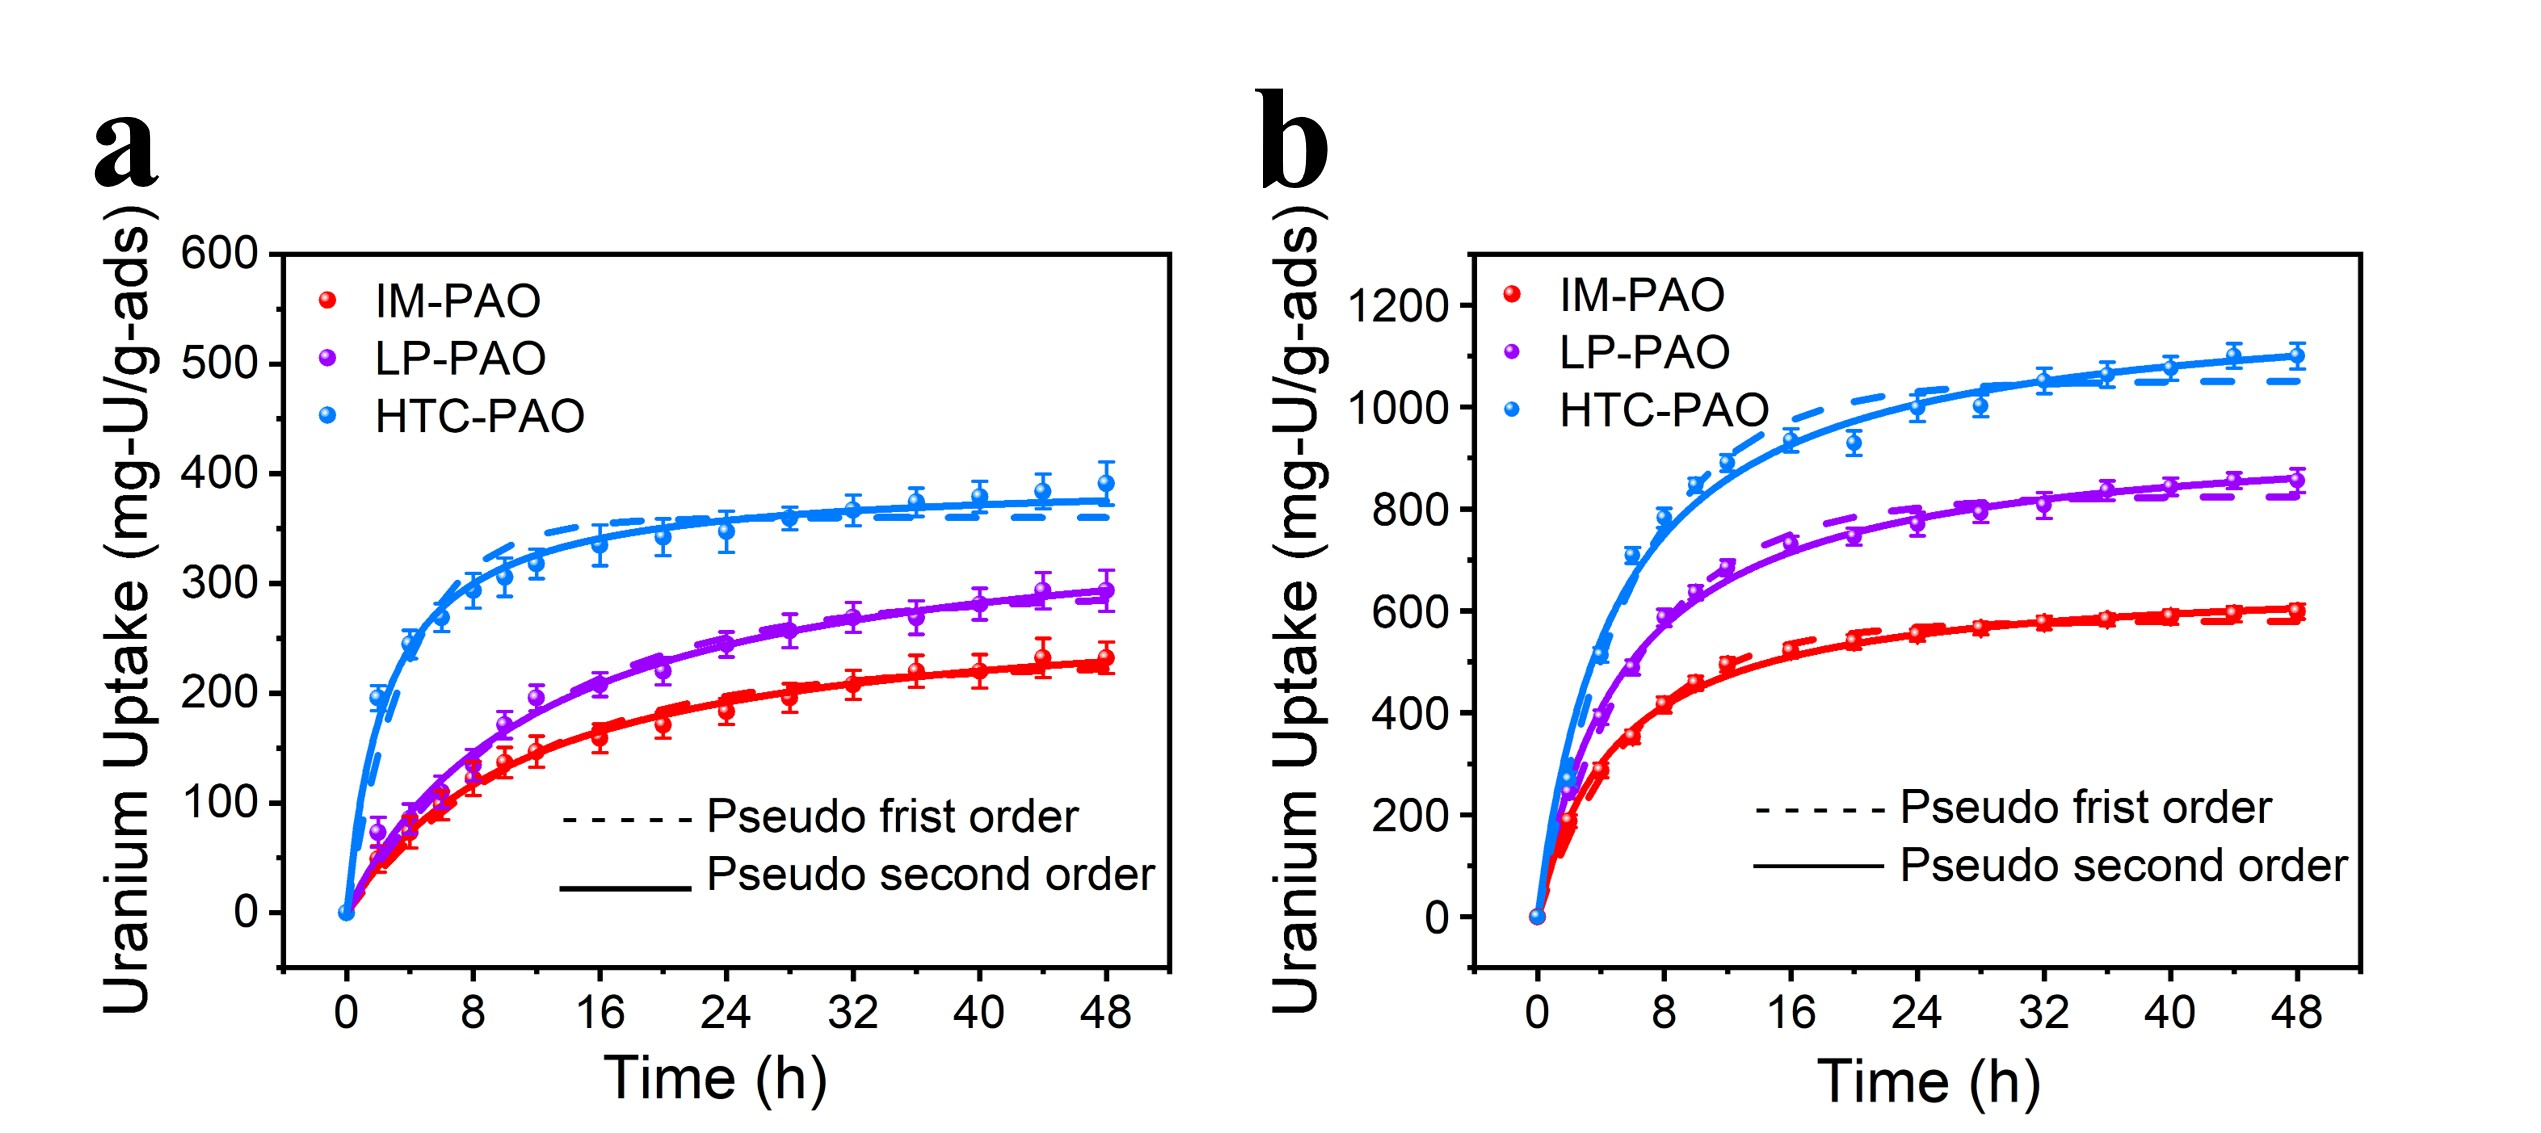 a
Uranium Uptake (mg-U/g-ads)
600
500
400
300
200
100
0
IM-PAO
LP-PAO
HTC-PAO
Pseudo frist order
Pseudo second order
0 8 16 24 32 40 48
Time (h)
b
Uranium Uptake (mg-U/g-ads)
1200
1000
800
600
400
200
0
IM-PAO
LP-PAO
HTC-PAO
Pseudo frist order
Pseudo second order
0 8 16 24 32 40 48
Time (h)